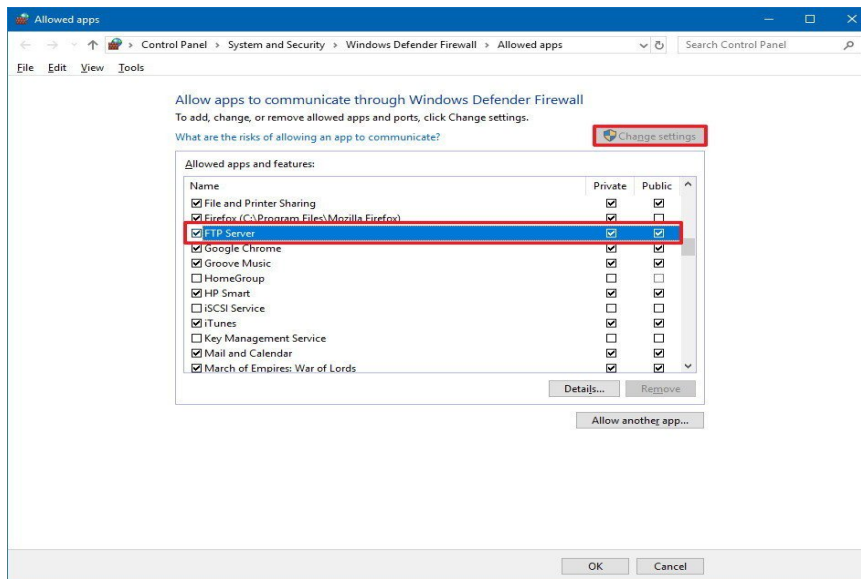 Allowed apps
Control Panel > System and Security > Windows Defender Firewall > Allowed apps
Search Control Panel
File Edit View Tools
Allow apps to communicate through Windows Defender Firewall
To add, change, or remove allowed apps and ports, click Change settings.
What are the risks of allowing an app to communicate?
Change settings
Allowed apps and features:
Name Private Public
File and Printer Sharing
Firefox (C:\Program Files\Mozilla Firefox)
FTP Server
Google Chrome
Groove Music
HomeGroup
HP Smart
iSCSI Service
iTunes
Key Management Service
Mail and Calendar
March of Empires: War of Lords
Details... Remove
Allow another app...
OK Cancel